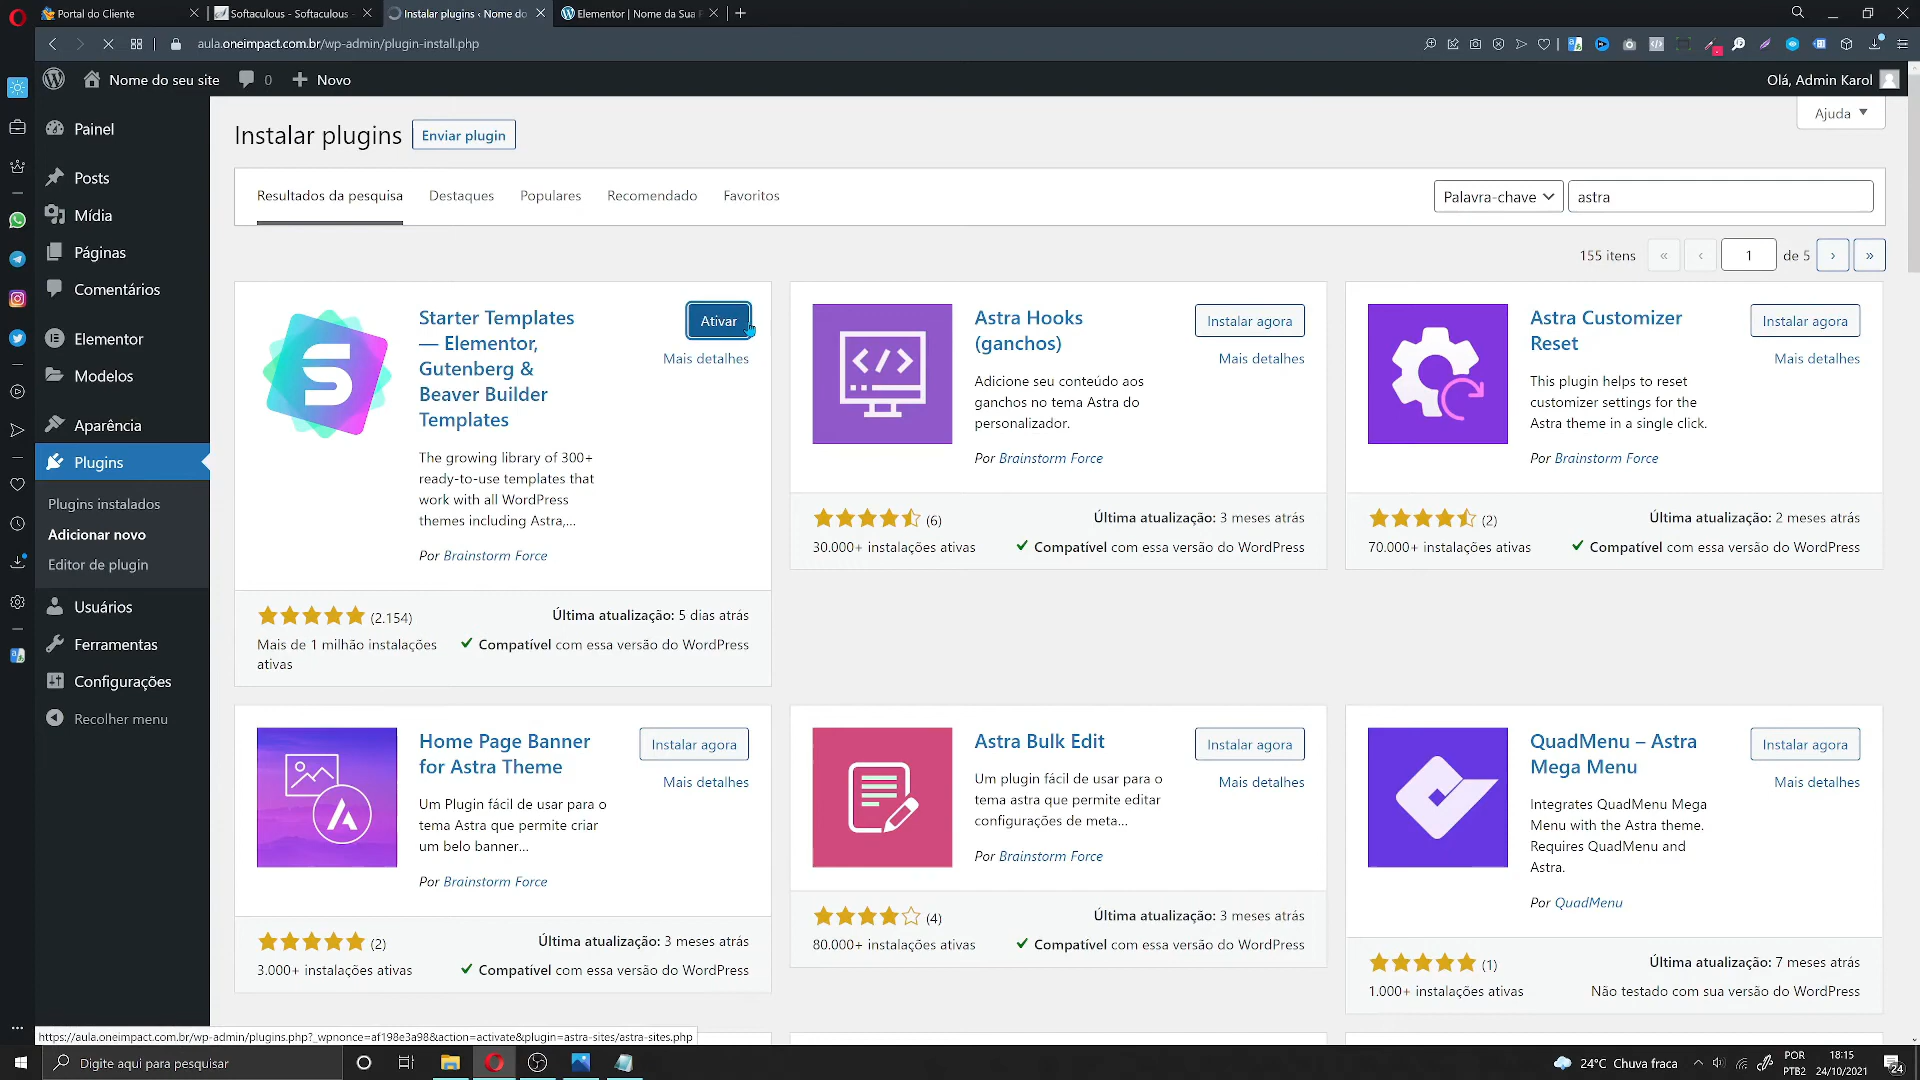 Portal do Cliente
Softaculous - Softaculous
Instalar plugins ‹ Nome do
Elementor | Nome da Sua
aula.oneimpact.com.br/wp-admin/plugin-install.php
Nome do seu site
0
Novo
Olá, Admin Karol
Ajuda
Painel
Posts
Mídia
Páginas
Comentários
Elementor
Modelos
Aparência
Plugins
Plugins instalados
Adicionar novo
Editor de plugin
Usuários
Ferramentas
Configurações
Recolher menu
Instalar plugins
Enviar plugin
Resultados da pesquisa
Destaques
Populares
Recomendado
Favoritos
Palavra-chave
astra
155 itens
«
‹
1
de 5
›
»
Starter Templates
— Elementor,
Gutenberg &
Beaver Builder
Templates
Ativar
Mais detalhes
The growing library of 300+
ready-to-use templates that
work with all WordPress
themes including Astra,...
Por Brainstorm Force
(2.154)
Última atualização: 5 dias atrás
Mais de 1 milhão instalações
ativas
Compatível com essa versão do WordPress
Astra Hooks
(ganchos)
Instalar agora
Mais detalhes
Adicione seu conteúdo aos
ganchos no tema Astra do
personalizador.
Por Brainstorm Force
(6)
Última atualização: 3 meses atrás
30.000+ instalações ativas
Compatível com essa versão do WordPress
Astra Customizer
Reset
Instalar agora
Mais detalhes
This plugin helps to reset
customizer settings for the
Astra theme in a single click.
Por Brainstorm Force
(2)
Última atualização: 2 meses atrás
70.000+ instalações ativas
Compatível com essa versão do WordPress
Home Page Banner
for Astra Theme
Instalar agora
Mais detalhes
Um Plugin fácil de usar para o
tema Astra que permite criar
um belo banner...
Por Brainstorm Force
(2)
Última atualização: 3 meses atrás
3.000+ instalações ativas
Compatível com essa versão do WordPress
Astra Bulk Edit
Instalar agora
Mais detalhes
Um plugin fácil de usar para o
tema astra que permite editar
configurações de meta...
Por Brainstorm Force
(4)
Última atualização: 3 meses atrás
80.000+ instalações ativas
Compatível com essa versão do WordPress
QuadMenu – Astra
Mega Menu
Instalar agora
Mais detalhes
Integrates QuadMenu Mega
Menu with the Astra theme.
Requires QuadMenu and
Astra.
Por QuadMenu
(1)
Última atualização: 7 meses atrás
1.000+ instalações ativas
Não testado com sua versão do WordPress
https://aula.oneimpact.com.br/wp-admin/plugins.php?_wpnonce=af198e3a98&action=activate&plugin=astra-sites/astra-sites.php
Digite aqui para pesquisar
24°C Chuva fraca
POR
PTB2
18:15
24/10/2021
24